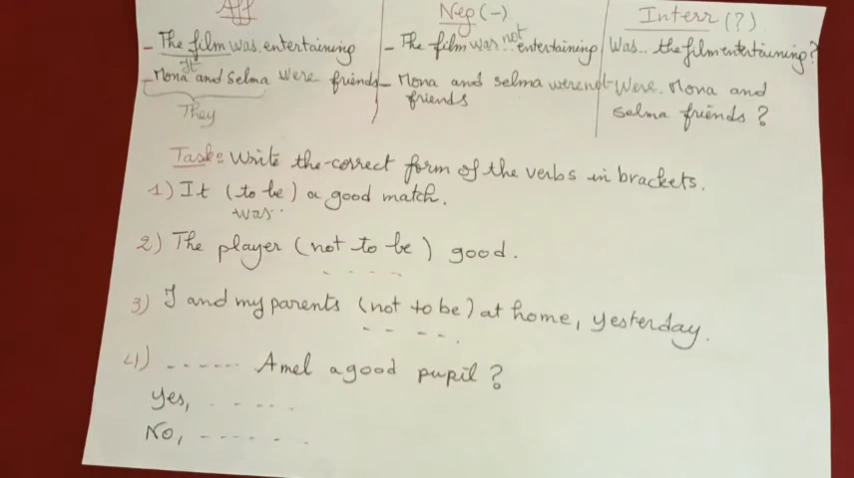 Aff
Neg (-)
Interr (?)
- The film was entertaining
It
- Mona and Selma were friends
They
- The film was not entertaining
- Mona and selma were not
friends
Was.. the film entertaining?
Were. Mona and
selma friends ?
Task: Write the correct form of the verbs in brackets.
1) It (to be) a good match.
was.
2) The player (not to be) good.
- - - -
3) I and my parents (not to be) at home, yesterday.
- - - - .
4) - - - - - - Amel a good pupil ?
Yes, - - - - - -
No, - - - - - - -